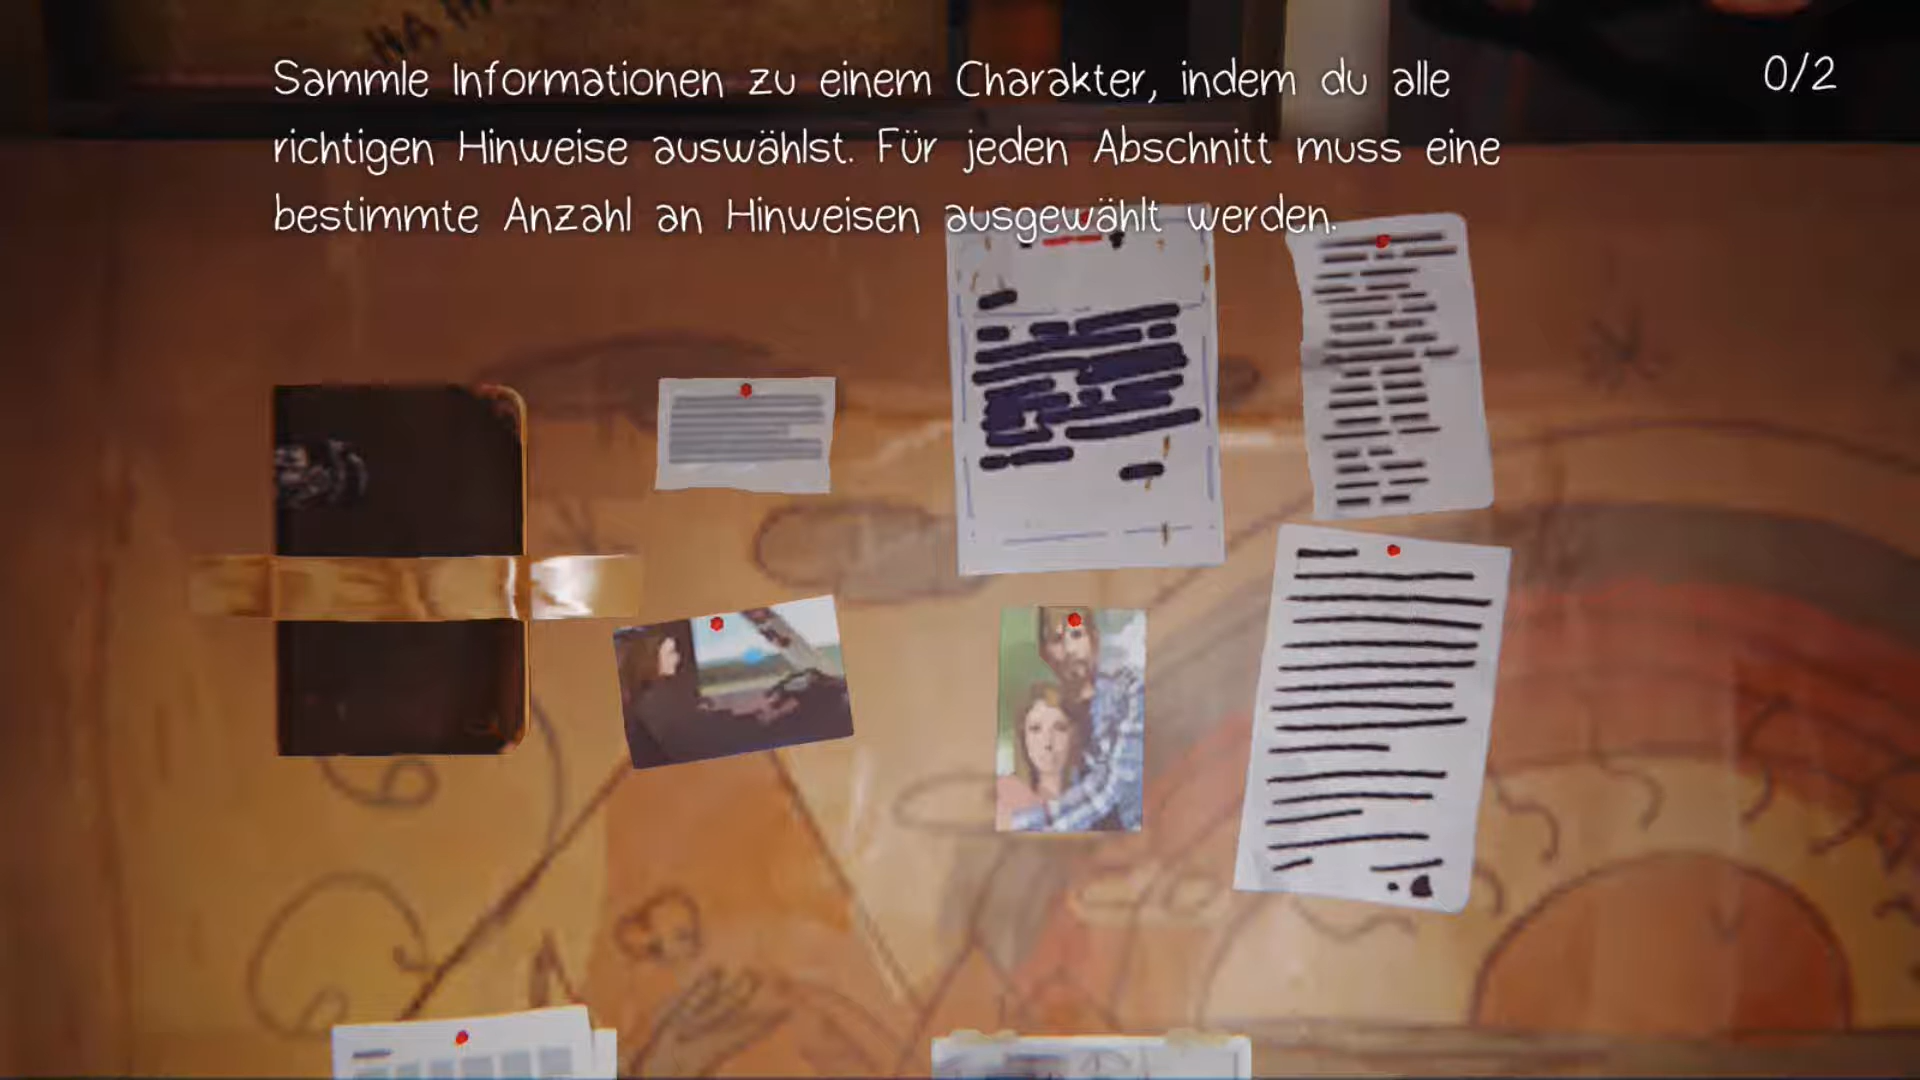 HA H
Sammle Informationen zu einem Charakter, indem du alle
0/2
richtigen Hinweise auswählst. Für jeden Abschnitt muss eine
bestimmte Anzahl an Hinweisen ausgewählt werden.